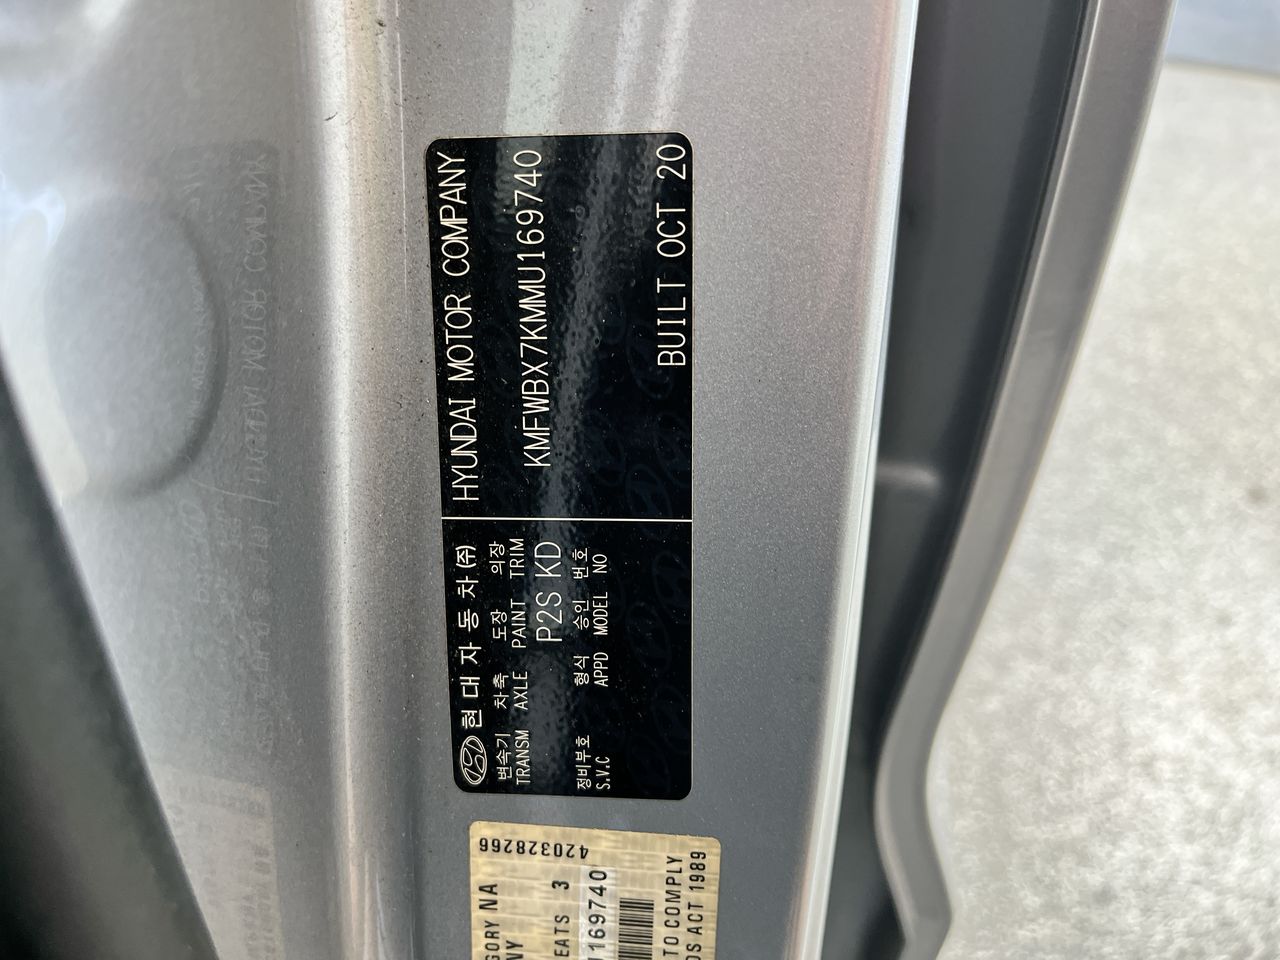 현대자동차(주)
변속기 차축 도장 의장
TRANSM AXLE PAINT TRIM
P2S KD
정비부호 형식 승인 번호
S.V.C APPD MODEL NO
HYUNDAI MOTOR COMPANY
KMFWBX7KMMU169740
BUILT OCT 20
420328266
GORY NA
NY
EATS 3
169740
TO COMPLY
ACT 1989